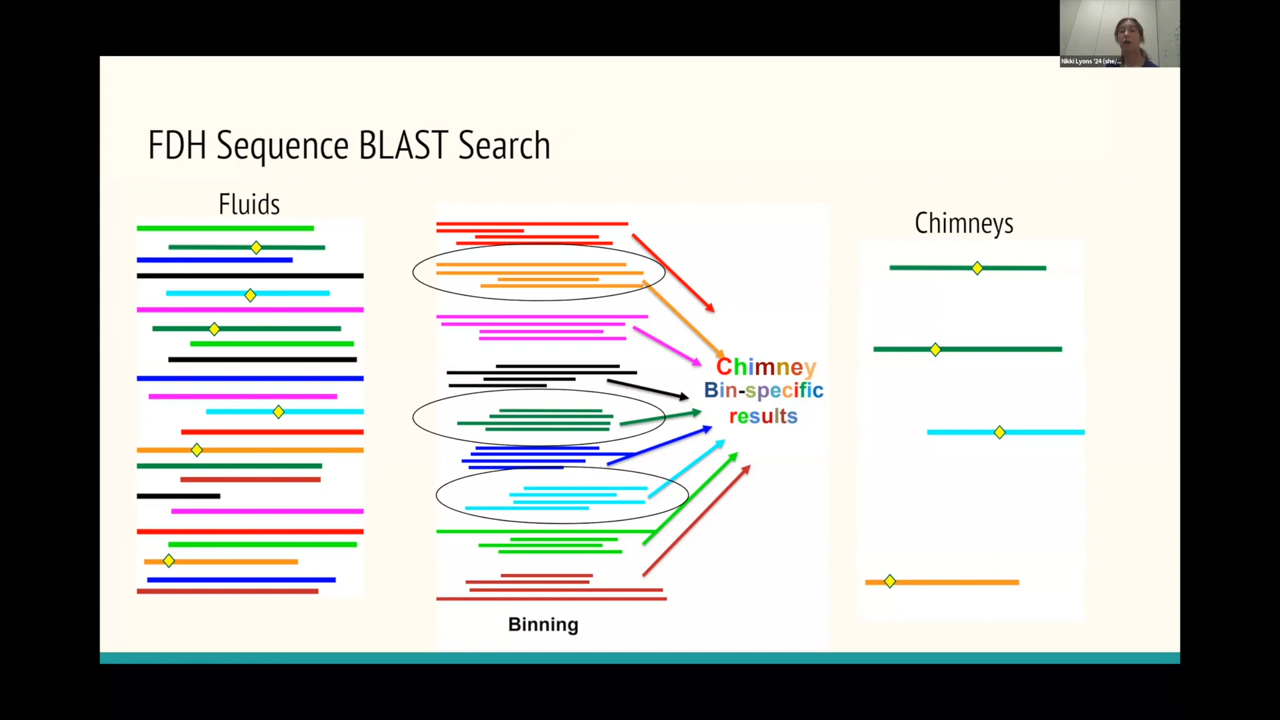 Nikki Lyons '24 (she/...
FDH Sequence BLAST Search
Fluids
Chimneys
Chimney
Bin-specific
results
Binning